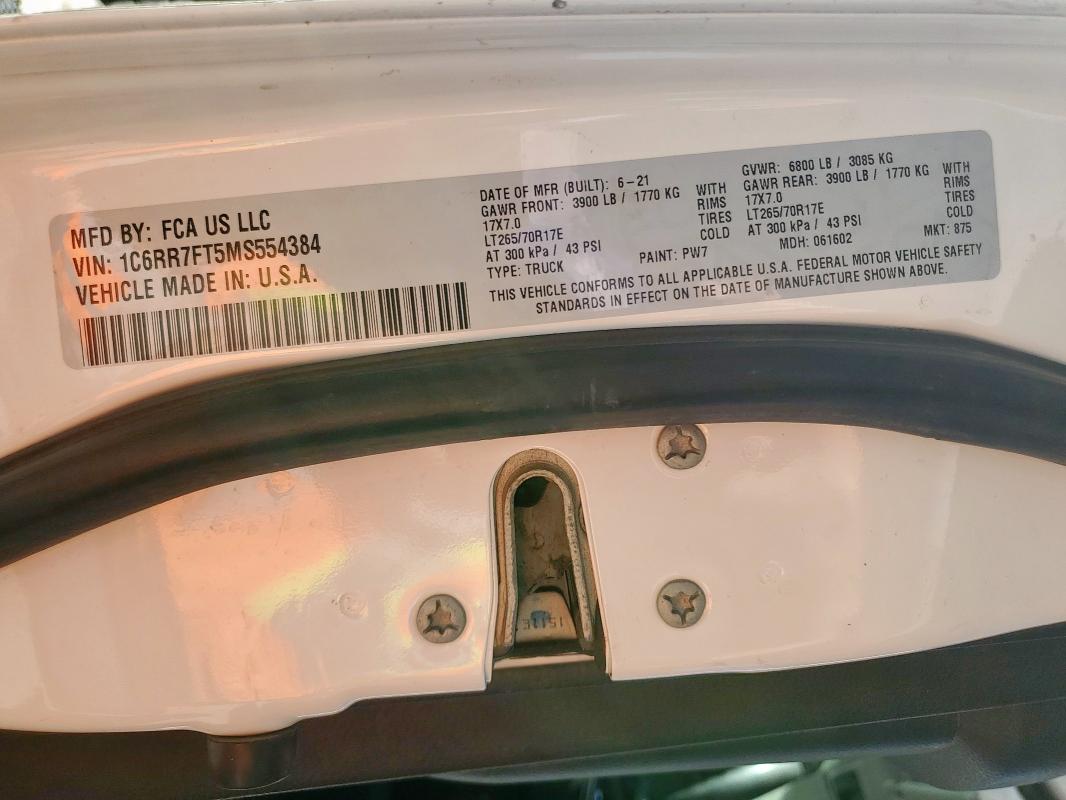 MFD BY: FCA US LLC
VIN: 1C6RR7FT5MS554384
VEHICLE MADE IN: U.S.A.
DATE OF MFR (BUILT): 6-21
GAWR FRONT: 3900 LB / 1770 KG WITH
17X7.0 RIMS
LT265/70R17E TIRES
AT 300 kPa / 43 PSI COLD
TYPE: TRUCK
PAINT: PW7
GVWR: 6800 LB / 3085 KG
GAWR REAR: 3900 LB / 1770 KG WITH
17X7.0 RIMS
LT265/70R17E TIRES
AT 300 kPa / 43 PSI COLD
MDH: 061602 MKT: 875
THIS VEHICLE CONFORMS TO ALL APPLICABLE U.S.A. FEDERAL MOTOR VEHICLE SAFETY
STANDARDS IN EFFECT ON THE DATE OF MANUFACTURE SHOWN ABOVE.